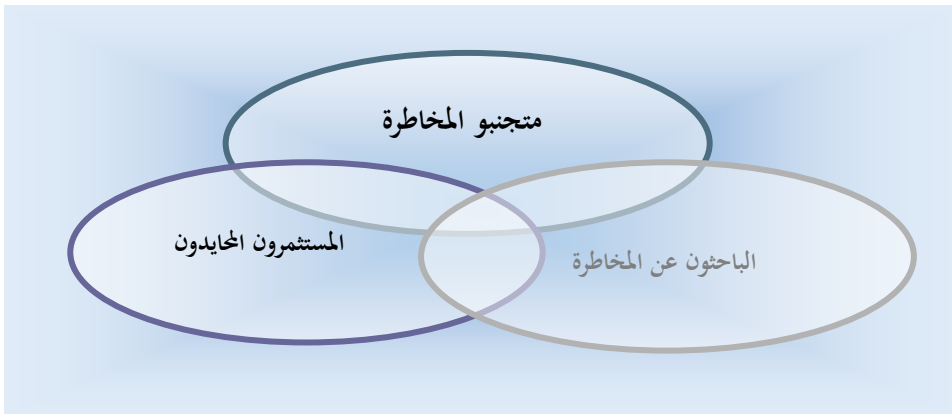 متجنبو المخاطرة
المستثمرون المحايدون
الباحثون عن المخاطرة